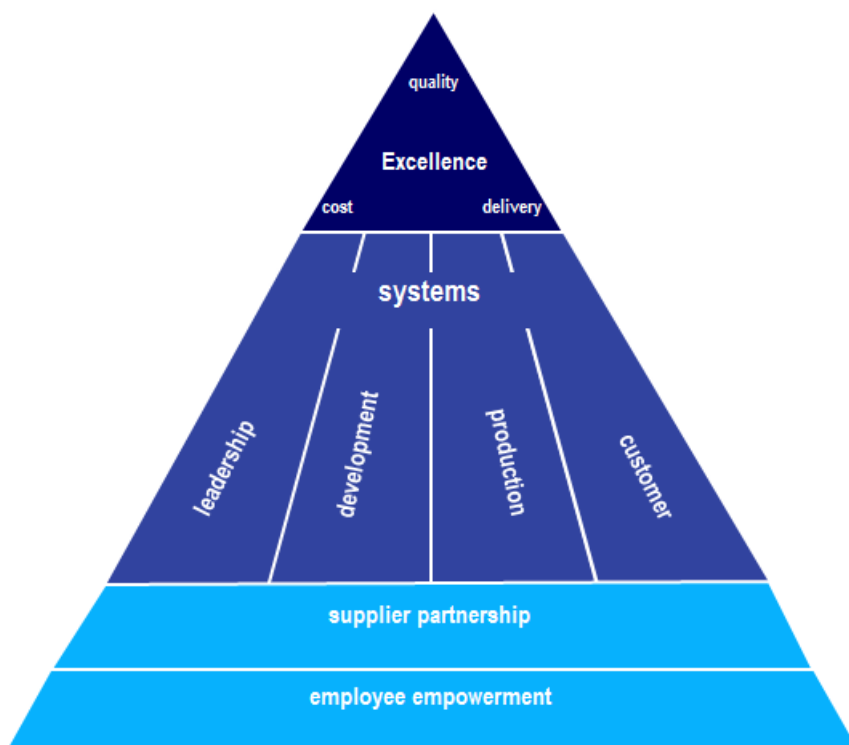 quality
Excellence
cost
delivery
systems
leadership
development
production
customer
supplier partnership
employee empowerment